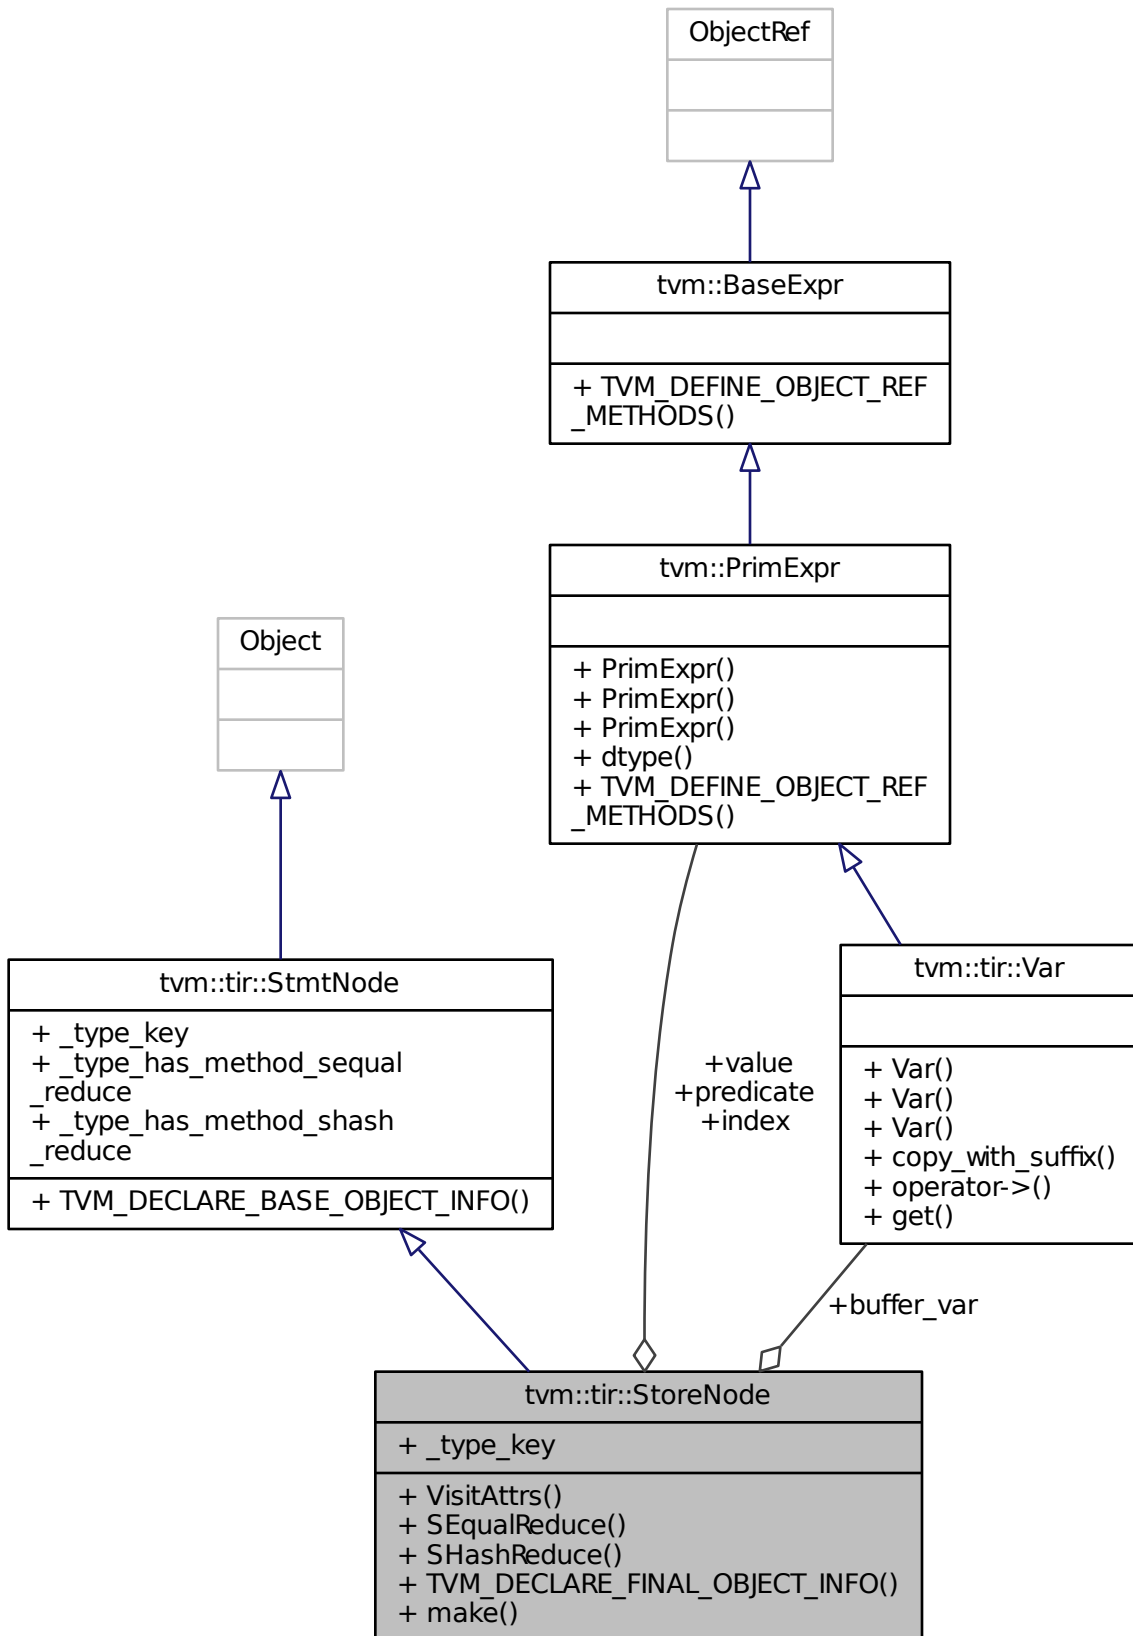 ObjectRef
tvm::BaseExpr
+ TVM_DEFINE_OBJECT_REF
_METHODS()
tvm::PrimExpr
+ PrimExpr()
+ PrimExpr()
+ PrimExpr()
+ dtype()
+ TVM_DEFINE_OBJECT_REF
_METHODS()
Object
tvm::tir::StmtNode
+ _type_key
+ _type_has_method_sequal
_reduce
+ _type_has_method_shash
_reduce
+ TVM_DECLARE_BASE_OBJECT_INFO()
+value
+predicate
+index
tvm::tir::Var
+ Var()
+ Var()
+ Var()
+ copy_with_suffix()
+ operator->()
+ get()
+buffer_var
tvm::tir::StoreNode
+ _type_key
+ VisitAttrs()
+ SEqualReduce()
+ SHashReduce()
+ TVM_DECLARE_FINAL_OBJECT_INFO()
+ make()